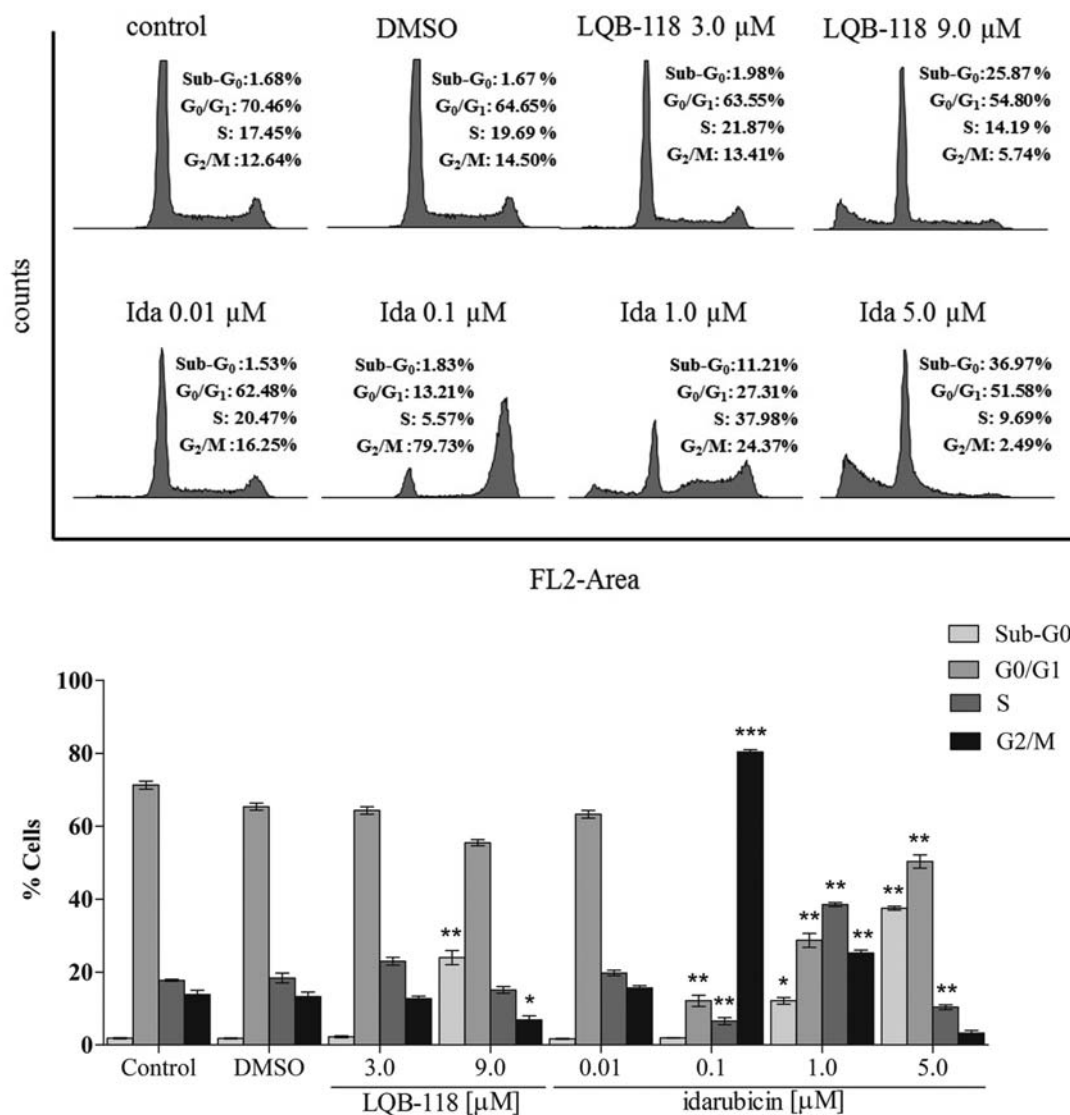 control
Sub-G₀:1.68%
G₀/G₁: 70.46%
S: 17.45%
G₂/M :12.64%
DMSO
Sub-G₀:1.67 %
G₀/G₁: 64.65%
S: 19.69 %
G₂/M: 14.50%
LQB-118 3.0 µM
Sub-G₀:1.98%
G₀/G₁: 63.55%
S: 21.87%
G₂/M: 13.41%
LQB-118 9.0 µM
Sub-G₀:25.87%
G₀/G₁: 54.80%
S: 14.19 %
G₂/M: 5.74%
Ida 0.01 µM
Sub-G₀:1.53%
G₀/G₁: 62.48%
S: 20.47%
G₂/M:16.25%
Ida 0.1 µM
Sub-G₀:1.83%
G₀/G₁: 13.21%
S: 5.57%
G₂/M:79.73%
Ida 1.0 µM
Sub-G₀:11.21%
G₀/G₁: 27.31%
S: 37.98%
G₂/M: 24.37%
Ida 5.0 µM
Sub-G₀: 36.97%
G₀/G₁: 51.58%
S: 9.69%
G₂/M: 2.49%
counts
FL2-Area
Sub-G0
G0/G1
S
G2/M
% Cells
100
80
60
40
20
0
**
*
**
**
***
*
**
**
**
**
**
**
Control DMSO 3.0 9.0 0.01 0.1 1.0 5.0
LQB-118 [µM] idarubicin [µM]